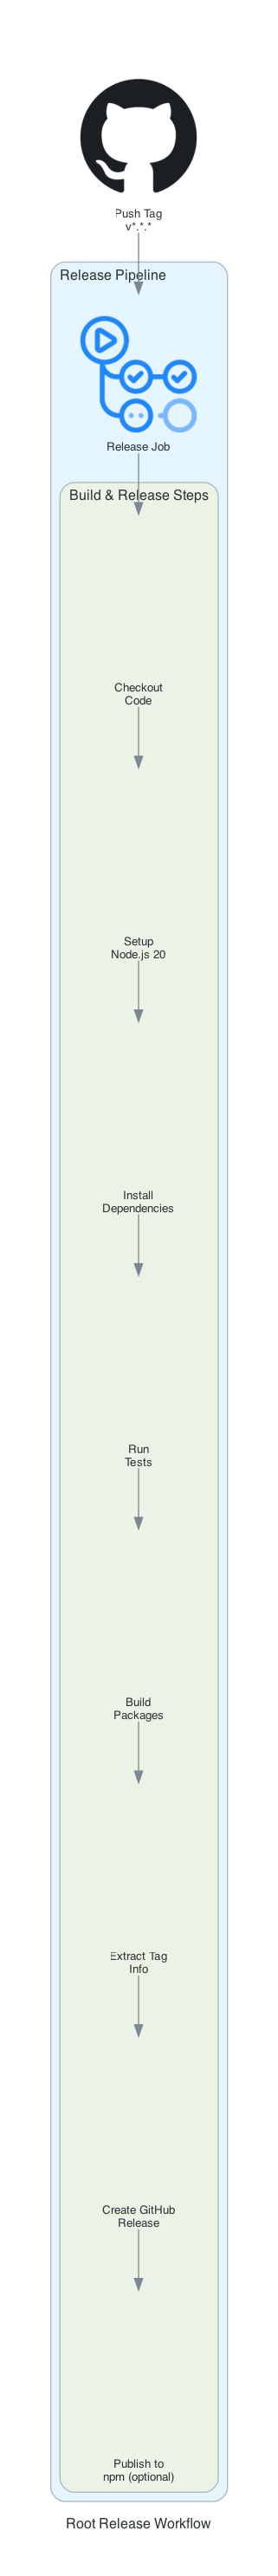 Push Tag
v*.*.*
Release Pipeline
Release Job
Build & Release Steps
Checkout
Code
Setup
Node.js 20
Install
Dependencies
Run
Tests
Build
Packages
Extract Tag
Info
Create GitHub
Release
Publish to
npm (optional)
Root Release Workflow